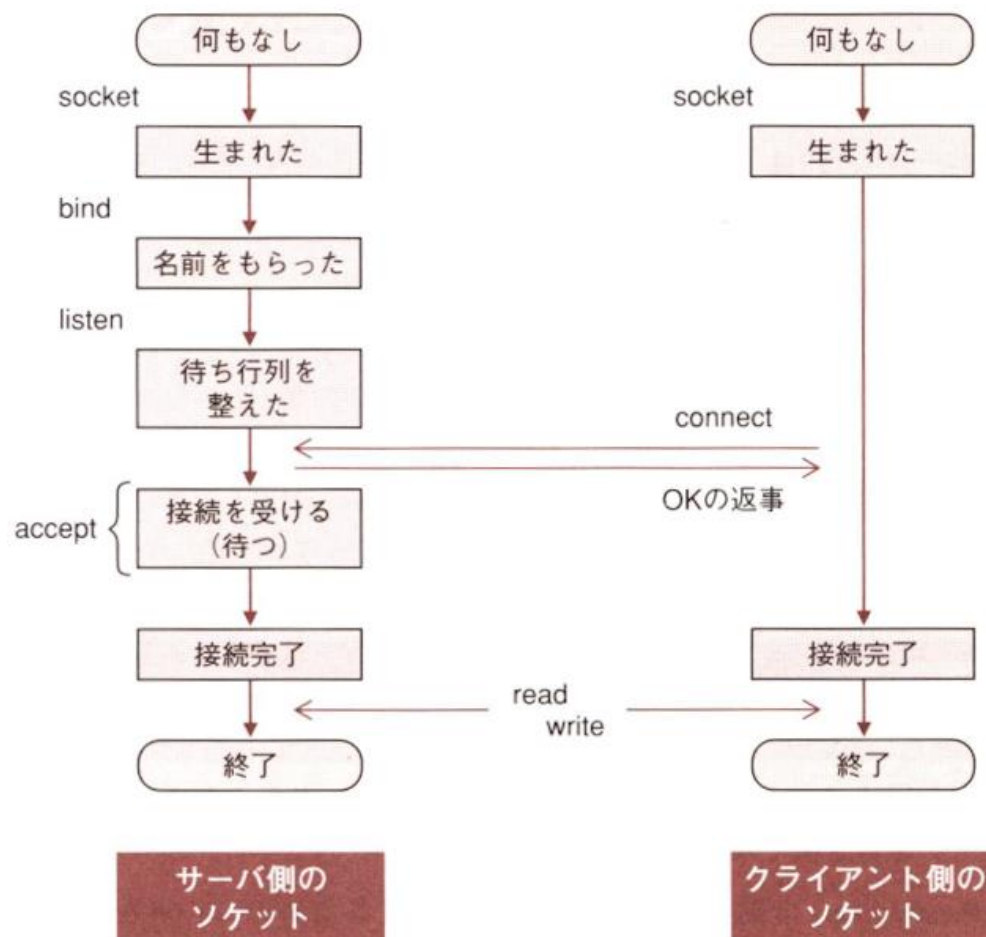 何もなし
socket
生まれた
bind
名前をもらった
listen
待ち行列を
整えた
accept
接続を受ける
(待つ)
接続完了
終了
サーバ側の
ソケット
connect
OKの返事
read
write
何もなし
socket
生まれた
接続完了
終了
クライアント側の
ソケット